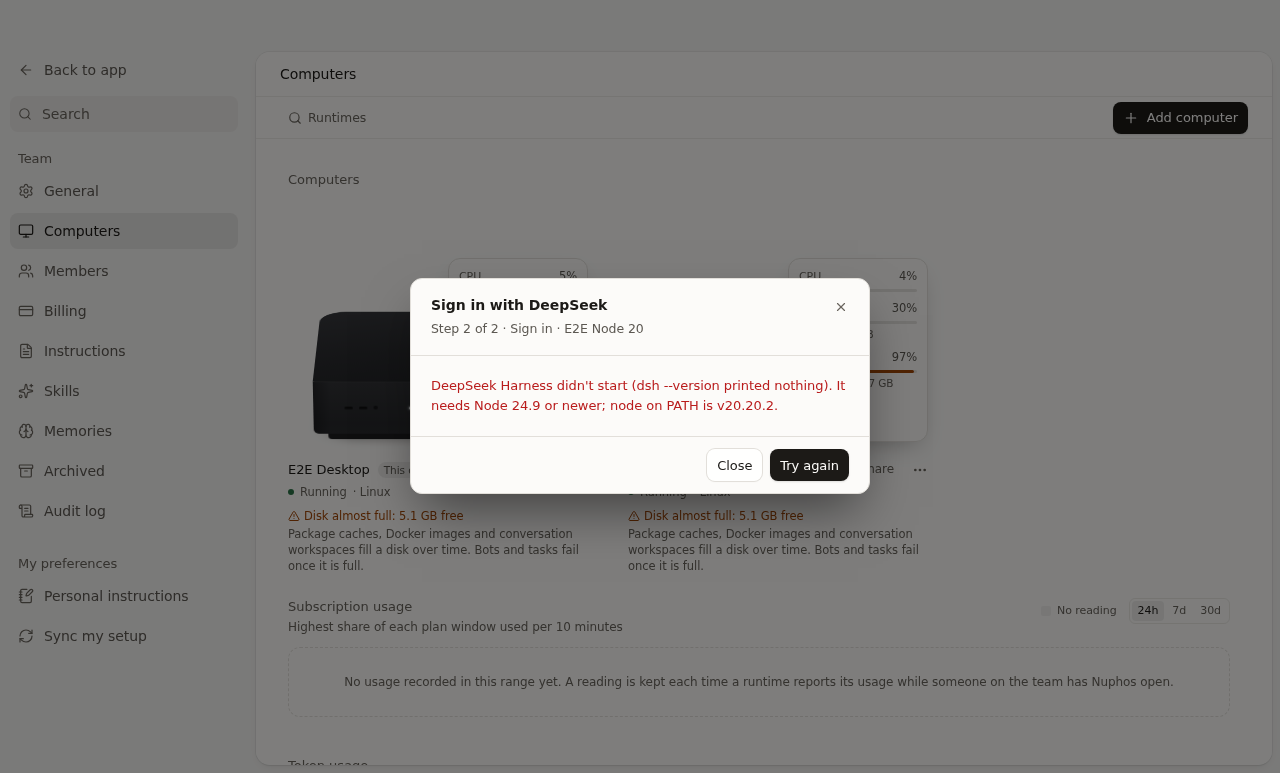 Back to app
Search
Team
General
Computers
Members
Billing
Instructions
Skills
Memories
Archived
Audit log
My preferences
Personal instructions
Sync my setup
Computers
Runtimes
Add computer
Computers
CPU 5%
CPU 4%
30%
97%
7 GB
Sign in with DeepSeek
Step 2 of 2 · Sign in · E2E Node 20
DeepSeek Harness didn't start (dsh --version printed nothing). It
needs Node 24.9 or newer; node on PATH is v20.20.2.
Close
Try again
E2E Desktop This
Running · Linux
Running · Linux
Disk almost full: 5.1 GB free
Package caches, Docker images and conversation
workspaces fill a disk over time. Bots and tasks fail
once it is full.
Disk almost full: 5.1 GB free
Package caches, Docker images and conversation
workspaces fill a disk over time. Bots and tasks fail
once it is full.
Subscription usage
Highest share of each plan window used per 10 minutes
No reading
24h 7d 30d
No usage recorded in this range yet. A reading is kept each time a runtime reports its usage while someone on the team has Nuphos open.
Token usage